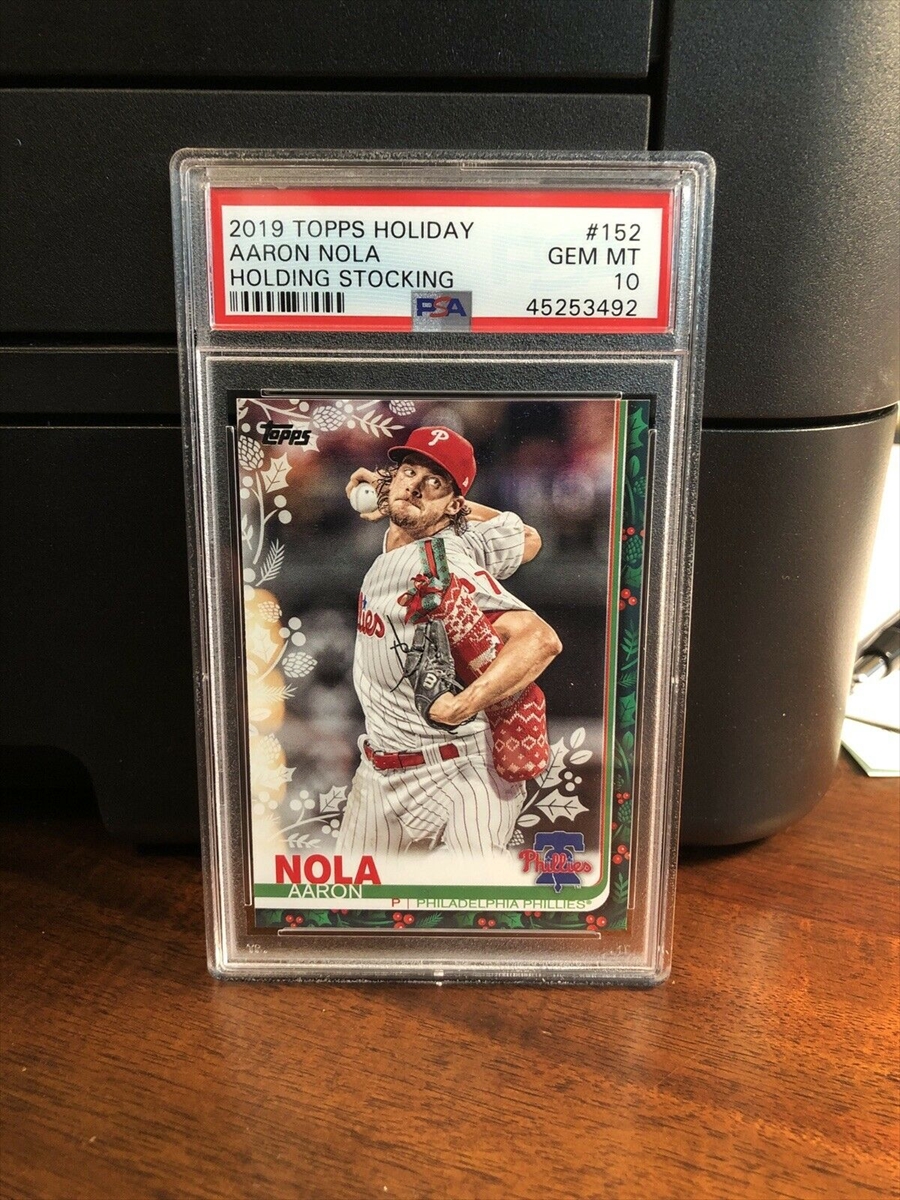 2019 TOPPS HOLIDAY #152
AARON NOLA GEM MT
HOLDING STOCKING 10
PSA 45253492
Topps
P
7
NOLA
AARON
Phillies
P | PHILADELPHIA PHILLIES®